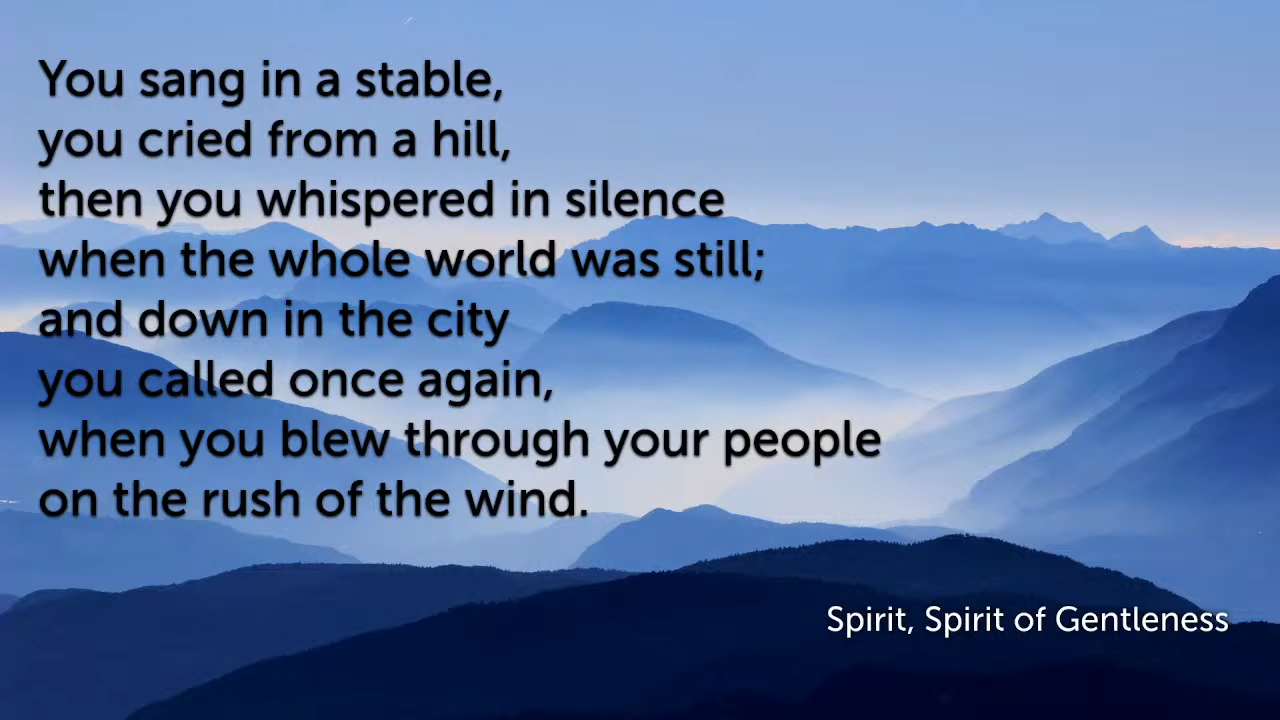 You sang in a stable,
you cried from a hill,
then you whispered in silence
when the whole world was still;
and down in the city
you called once again,
when you blew through your people
on the rush of the wind.
Spirit, Spirit of Gentleness